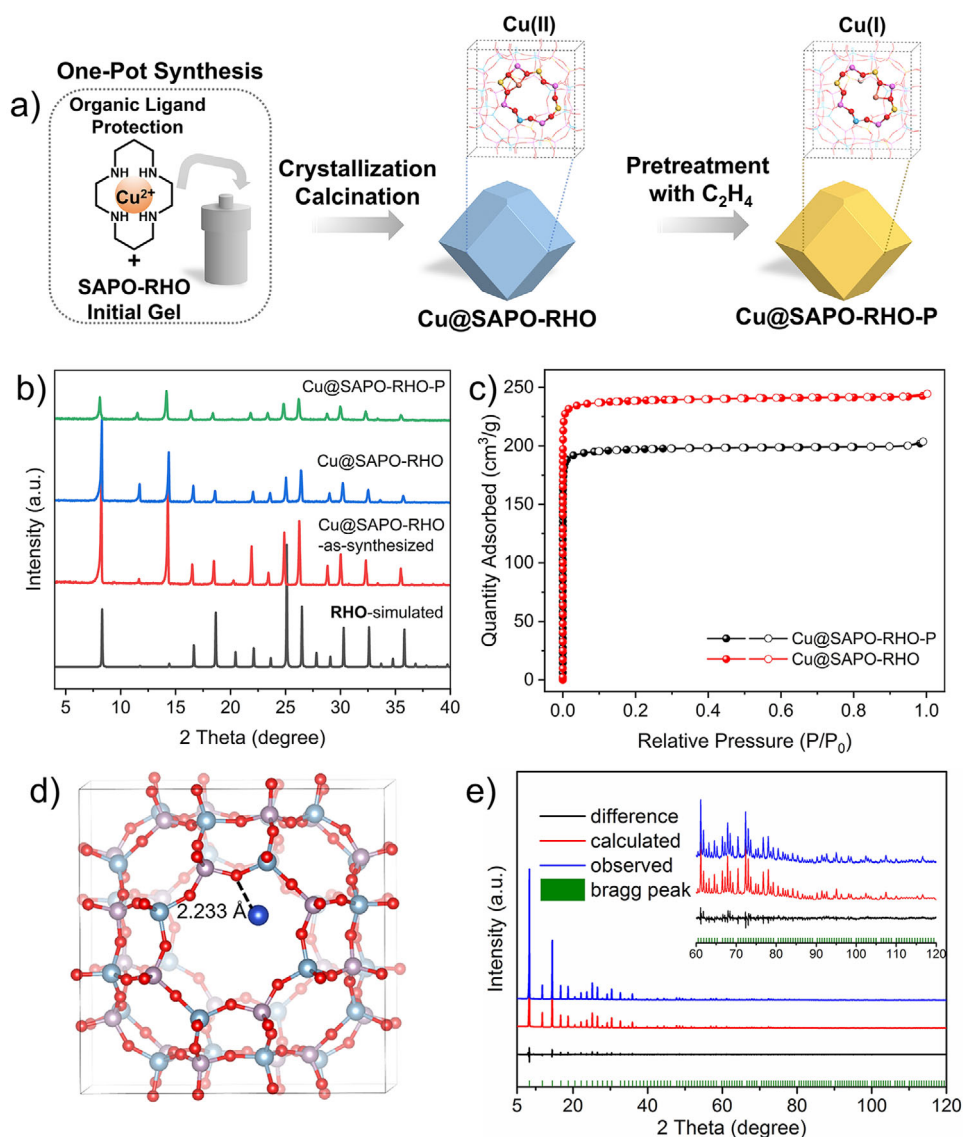 a)
One-Pot Synthesis
Organic Ligand
Protection
NH HN
Cu²⁺
NH HN
+
SAPO-RHO
Initial Gel
Crystallization
Calcination
Cu(II)
Cu@SAPO-RHO
Pretreatment
with C₂H₄
Cu(I)
Cu@SAPO-RHO-P
b)
Intensity (a.u.)
Cu@SAPO-RHO-P
Cu@SAPO-RHO
Cu@SAPO-RHO
-as-synthesized
RHO-simulated
5 10 15 20 25 30 35 40
2 Theta (degree)
c)
Quantity Adsorbed (cm³/g)
250
200
150
100
50
0
Cu@SAPO-RHO-P
Cu@SAPO-RHO
0.0 0.2 0.4 0.6 0.8 1.0
Relative Pressure (P/P₀)
d)
2.233 Å
e)
Intensity (a.u.)
difference
calculated
observed
bragg peak
60 70 80 90 100 110 120
5 20 40 60 80 100 120
2 Theta (degree)